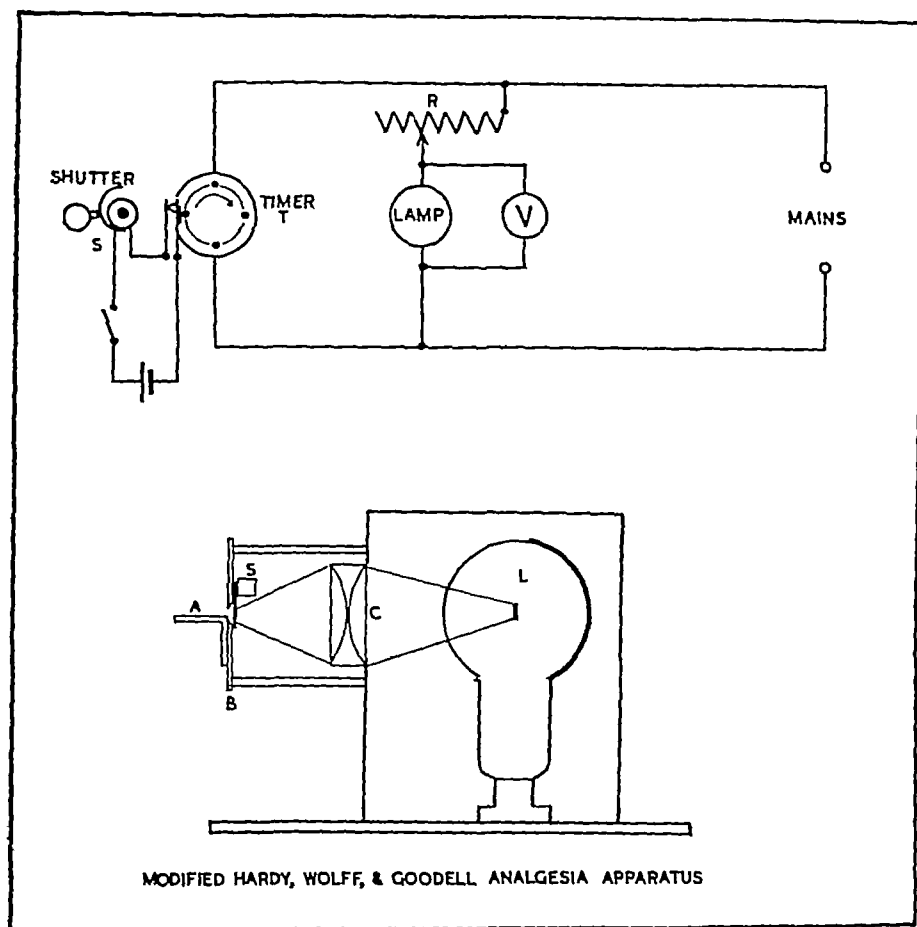 R
SHUTTER
TIMER
T
LAMP
V
MAINS
S
S
L
A
C
B
MODIFIED HARDY, WOLFF, & GOODELL ANALGESIA APPARATUS